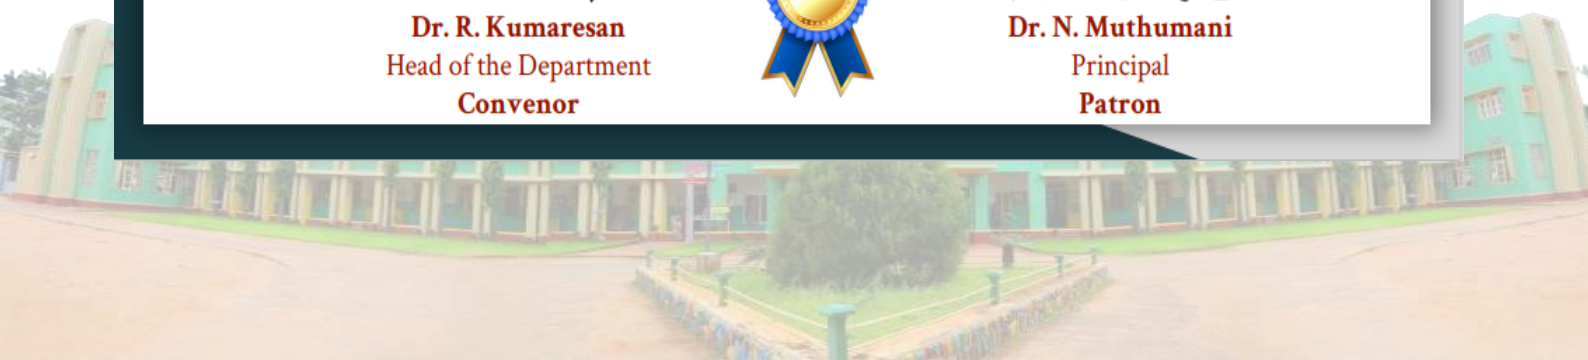 Dr. R. Kumaresan
Head of the Department
Convenor
Dr. N. Muthumani
Principal
Patron